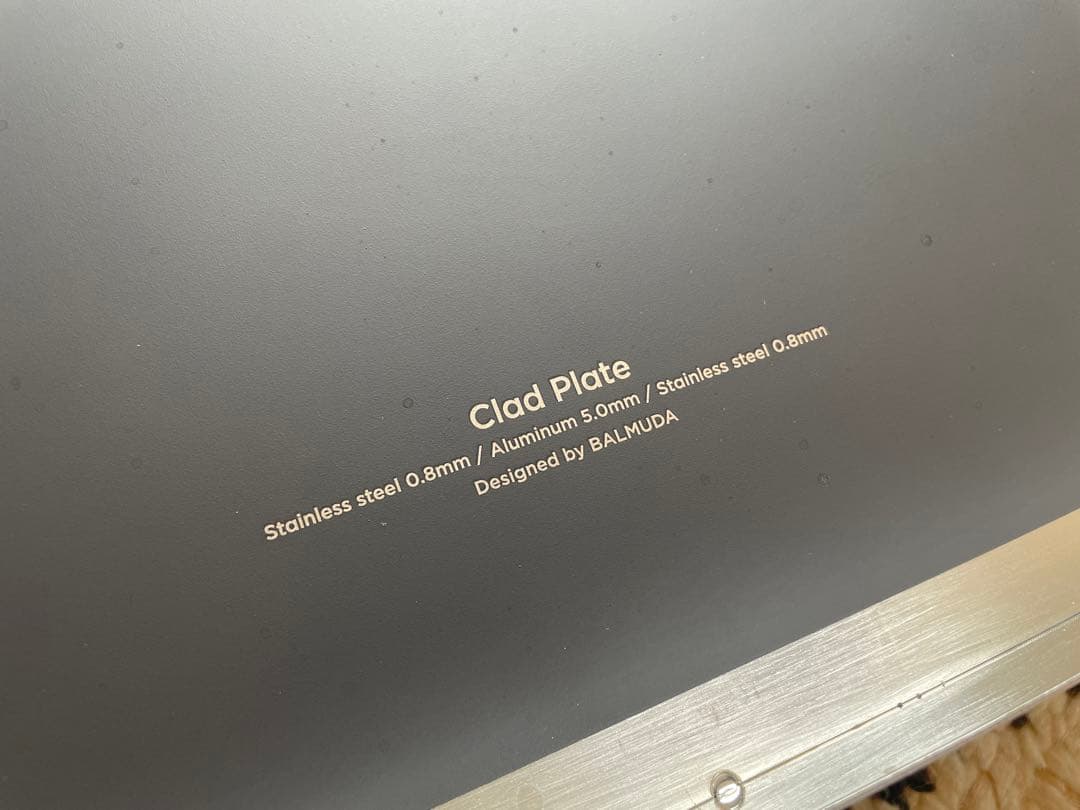 Clad Plate
Stainless steel 0.8mm / Aluminum 5.0mm / Stainless steel 0.8mm
Designed by BALMUDA